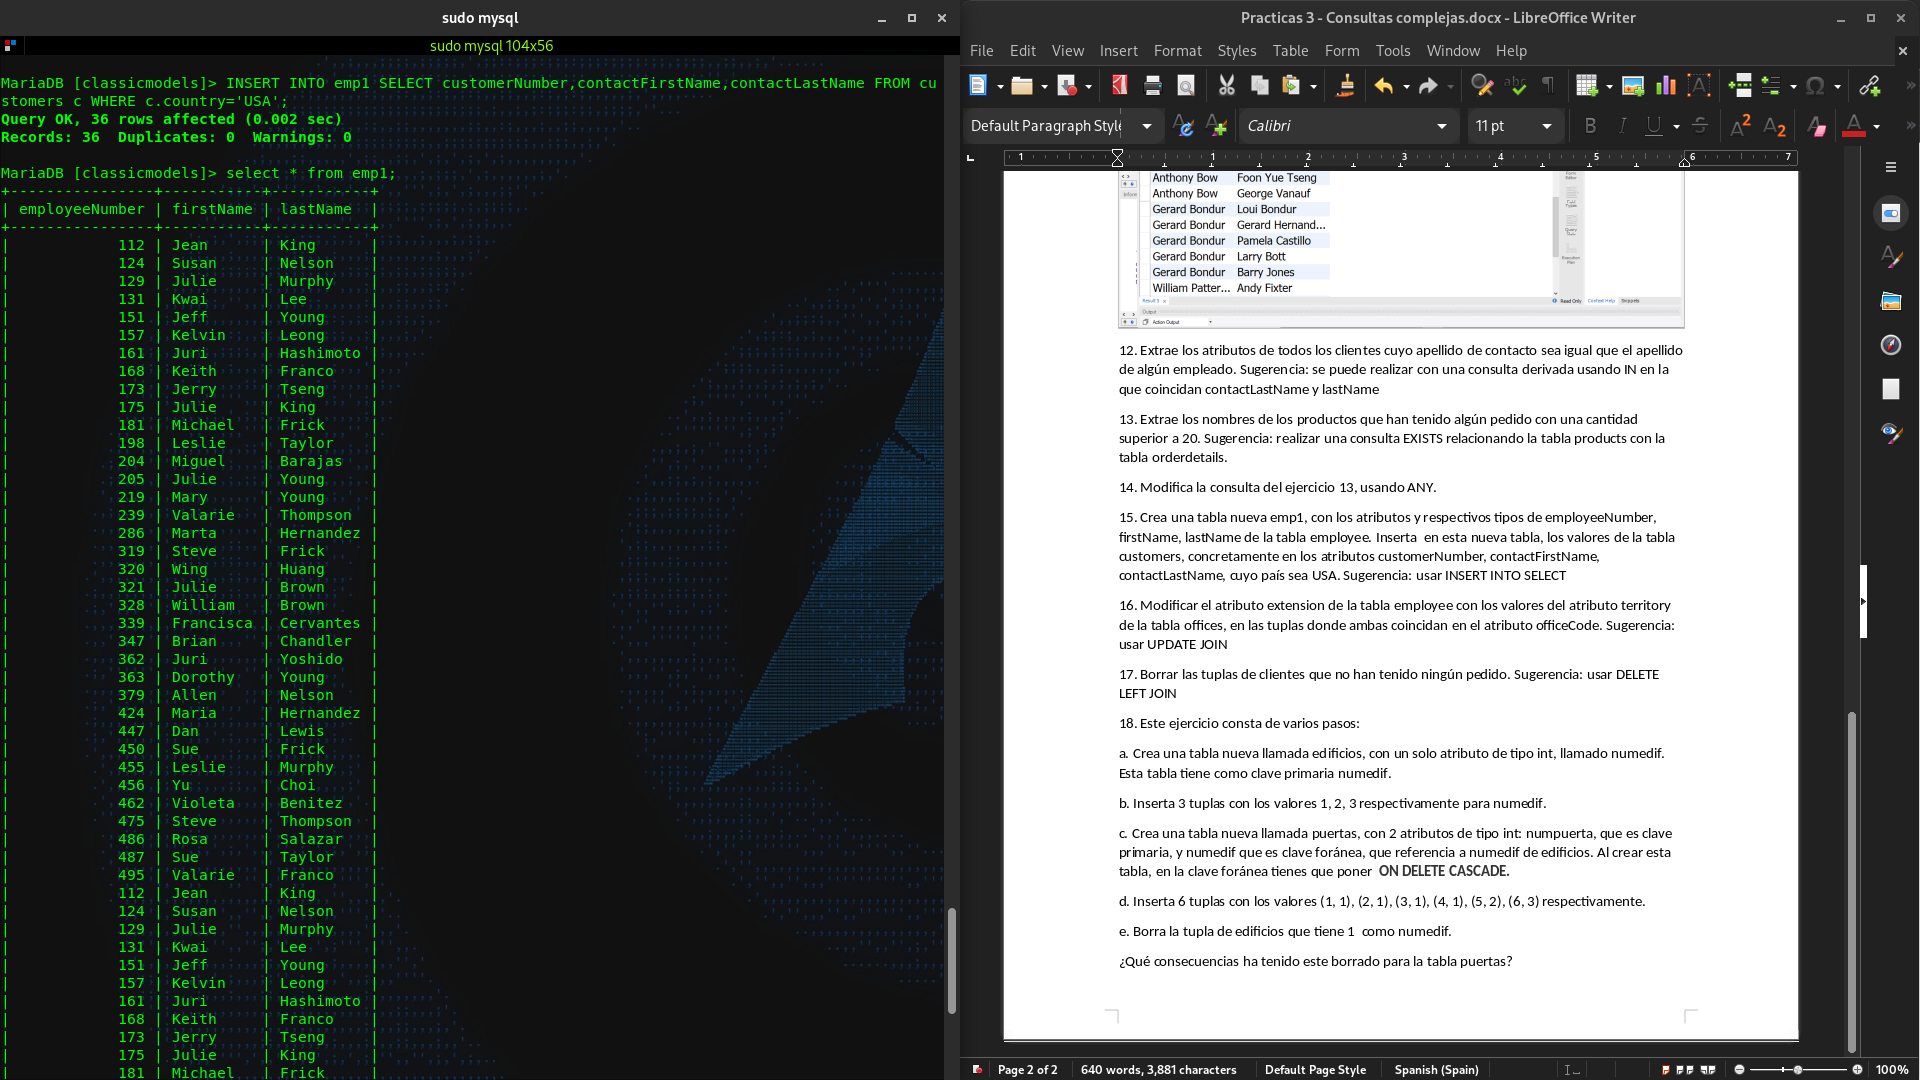 sudo mysql
sudo mysql 104x56
MariaDB [classicmodels]> INSERT INTO emp1 SELECT customerNumber,contactFirstName,contactLastName FROM cu
stomers c WHERE c.country='USA';
Query OK, 36 rows affected (0.002 sec)
Records: 36  Duplicates: 0  Warnings: 0
MariaDB [classicmodels]> select * from emp1;
+----------------+-----------+-----------+
| employeeNumber | firstName | lastName  |
+----------------+-----------+-----------+
|            112 | Jean      | King      |
|            124 | Susan     | Nelson    |
|            129 | Julie     | Murphy    |
|            131 | Kwai      | Lee       |
|            151 | Jeff      | Young     |
|            157 | Kelvin    | Leong     |
|            161 | Juri      | Hashimoto |
|            168 | Keith     | Franco    |
|            173 | Jerry     | Tseng     |
|            175 | Julie     | King      |
|            181 | Michael   | Frick     |
|            198 | Leslie    | Taylor    |
|            204 | Miguel    | Barajas   |
|            205 | Julie     | Young     |
|            219 | Mary      | Young     |
|            239 | Valarie   | Thompson  |
|            286 | Marta     | Hernandez |
|            319 | Steve     | Frick     |
|            320 | Wing      | Huang     |
|            321 | Julie     | Brown     |
|            328 | William   | Brown     |
|            339 | Francisca | Cervantes |
|            347 | Brian     | Chandler  |
|            362 | Juri      | Yoshido   |
|            363 | Dorothy   | Young     |
|            379 | Allen     | Nelson    |
|            424 | Maria     | Hernandez |
|            447 | Dan       | Lewis     |
|            450 | Sue       | Frick     |
|            455 | Leslie    | Murphy    |
|            456 | Yu        | Choi      |
|            462 | Violeta   | Benitez   |
|            475 | Steve     | Thompson  |
|            486 | Rosa      | Salazar   |
|            487 | Sue       | Taylor    |
|            495 | Valarie   | Franco    |
|            112 | Jean      | King      |
|            124 | Susan     | Nelson    |
|            129 | Julie     | Murphy    |
|            131 | Kwai      | Lee       |
|            151 | Jeff      | Young     |
|            157 | Kelvin    | Leong     |
|            161 | Juri      | Hashimoto |
|            168 | Keith     | Franco    |
|            173 | Jerry     | Tseng     |
|            175 | Julie     | King      |
|            181 | Michael   | Frick     |
Practicas 3 - Consultas complejas.docx - LibreOffice Writer
File Edit View Insert Format Styles Table Form Tools Window Help
Default Paragraph Style Calibri 11 pt
1 1 2 3 4 5 6 7
Anthony Bow Foon Yue Tseng
Anthony Bow George Vanauf
Gerard Bondur Loui Bondur
Gerard Bondur Gerard Hernand...
Gerard Bondur Pamela Castillo
Gerard Bondur Larry Bott
Gerard Bondur Barry Jones
William Patter... Andy Fixter
Result 3 Read Only Context Help Snippets
Output
Action Output
12. Extrae los atributos de todos los clientes cuyo apellido de contacto sea igual que el apellido
de algún empleado. Sugerencia: se puede realizar con una consulta derivada usando IN en la
que coincidan contactLastName y lastName
13. Extrae los nombres de los productos que han tenido algún pedido con una cantidad
superior a 20. Sugerencia: realizar una consulta EXISTS relacionando la tabla products con la
tabla orderdetails.
14. Modifica la consulta del ejercicio 13, usando ANY.
15. Crea una tabla nueva emp1, con los atributos y respectivos tipos de employeeNumber,
firstName, lastName de la tabla employee. Inserta  en esta nueva tabla, los valores de la tabla
customers, concretamente en los atributos customerNumber, contactFirstName,
contactLastName, cuyo país sea USA. Sugerencia: usar INSERT INTO SELECT
16. Modificar el atributo extension de la tabla employee con los valores del atributo territory
de la tabla offices, en las tuplas donde ambas coincidan en el atributo officeCode. Sugerencia:
usar UPDATE JOIN
17. Borrar las tuplas de clientes que no han tenido ningún pedido. Sugerencia: usar DELETE
LEFT JOIN
18. Este ejercicio consta de varios pasos:
a. Crea una tabla nueva llamada edificios, con un solo atributo de tipo int, llamado numedif.
Esta tabla tiene como clave primaria numedif.
b. Inserta 3 tuplas con los valores 1, 2, 3 respectivamente para numedif.
c. Crea una tabla nueva llamada puertas, con 2 atributos de tipo int: numpuerta, que es clave
primaria, y numedif que es clave foránea, que referencia a numedif de edificios. Al crear esta
tabla, en la clave foránea tienes que poner  ON DELETE CASCADE.
d. Inserta 6 tuplas con los valores (1, 1), (2, 1), (3, 1), (4, 1), (5, 2), (6, 3) respectivamente.
e. Borra la tupla de edificios que tiene 1  como numedif.
¿Qué consecuencias ha tenido este borrado para la tabla puertas?
Page 2 of 2 640 words, 3,881 characters Default Page Style Spanish (Spain) 100%